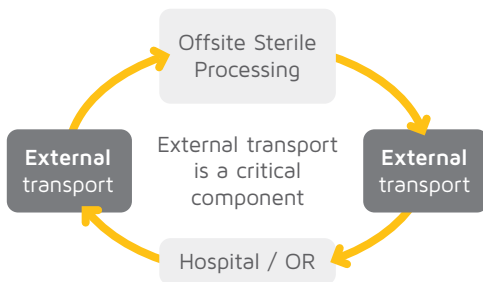 Offsite Sterile
Processing
External
transport
External transport
is a critical
component
External
transport
Hospital / OR